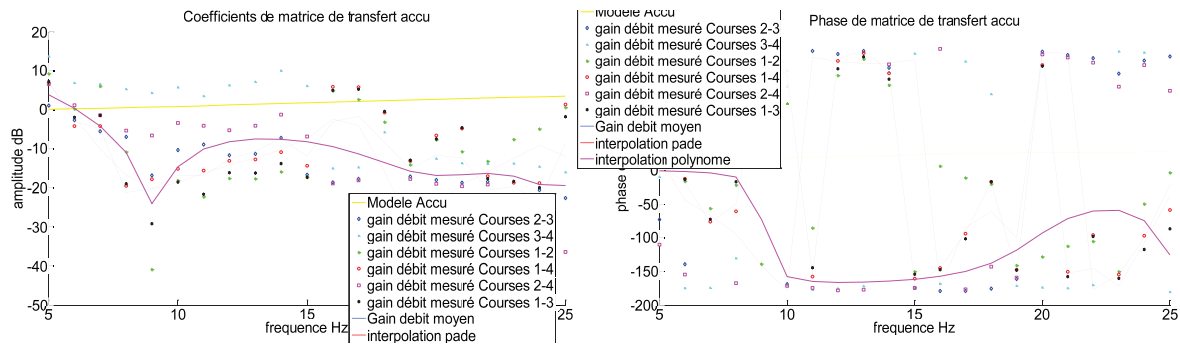 Coefficients de matrice de transfert accu
20
10
0
-10
-20
-30
-40
-50
amplitude dB
5
10
25
frequence Hz
Modele Accu
gain débit mesuré Courses 2-3
gain débit mesuré Courses 3-4
gain débit mesuré Courses 1-2
gain débit mesuré Courses 1-4
gain débit mesuré Courses 2-4
gain débit mesuré Courses 1-3
Gain debit moyen
interpolation pade
Phase de matrice de transfert accu
Modele Accu
gain débit mesuré Courses 2-3
gain débit mesuré Courses 3-4
gain débit mesuré Courses 1-2
gain débit mesuré Courses 1-4
gain débit mesuré Courses 2-4
gain débit mesuré Courses 1-3
Gain debit moyen
interpolation pade
interpolation polynome
0
-50
-100
-150
-200
phase
5
10
15
20
25
frequence Hz